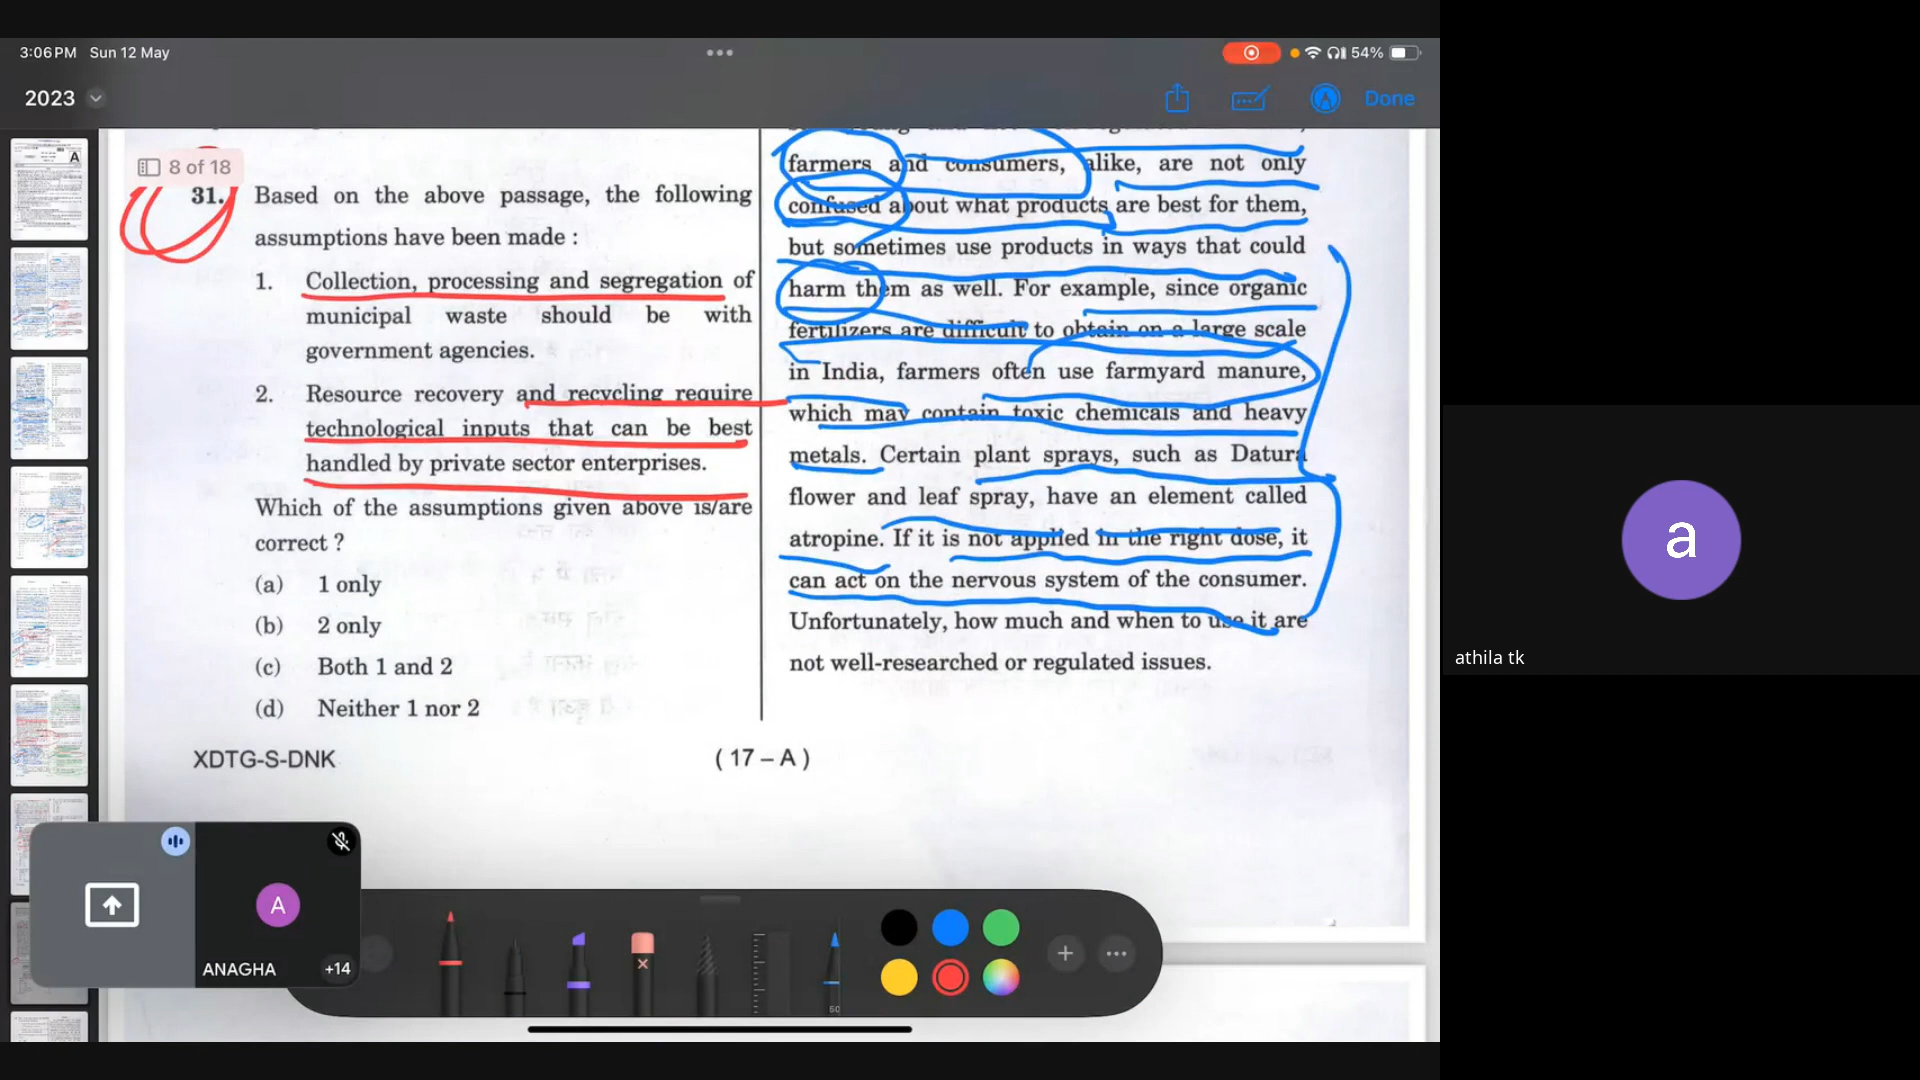 3:06 PM Sun 12 May
54%
2023
Done
8 of 18
31. Based on the above passage, the following
assumptions have been made :
1. Collection, processing and segregation of
municipal waste should be with
government agencies.
2. Resource recovery and recycling require
technological inputs that can be best
handled by private sector enterprises.
Which of the assumptions given above is/are
correct ?
(a) 1 only
(b) 2 only
(c) Both 1 and 2
(d) Neither 1 nor 2
farmers and consumers, alike, are not only
confused about what products are best for them,
but sometimes use products in ways that could
harm them as well. For example, since organic
fertilizers are difficult to obtain on a large scale
in India, farmers often use farmyard manure,
which may contain toxic chemicals and heavy
metals. Certain plant sprays, such as Datura
flower and leaf spray, have an element called
atropine. If it is not applied in the right dose, it
can act on the nervous system of the consumer.
Unfortunately, how much and when to use it are
not well-researched or regulated issues.
XDTG-S-DNK
( 17 – A )
A
ANAGHA
+14
a
athila tk